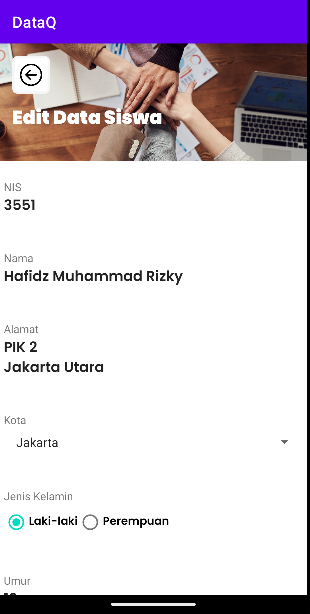 DataQ
Edit Data Siswa
NIS
3551
Nama
Hafidz Muhammad Rizky
Alamat
PIK 2
Jakarta Utara
Kota
Jakarta
Jenis Kelamin
Laki-laki Perempuan
Umur